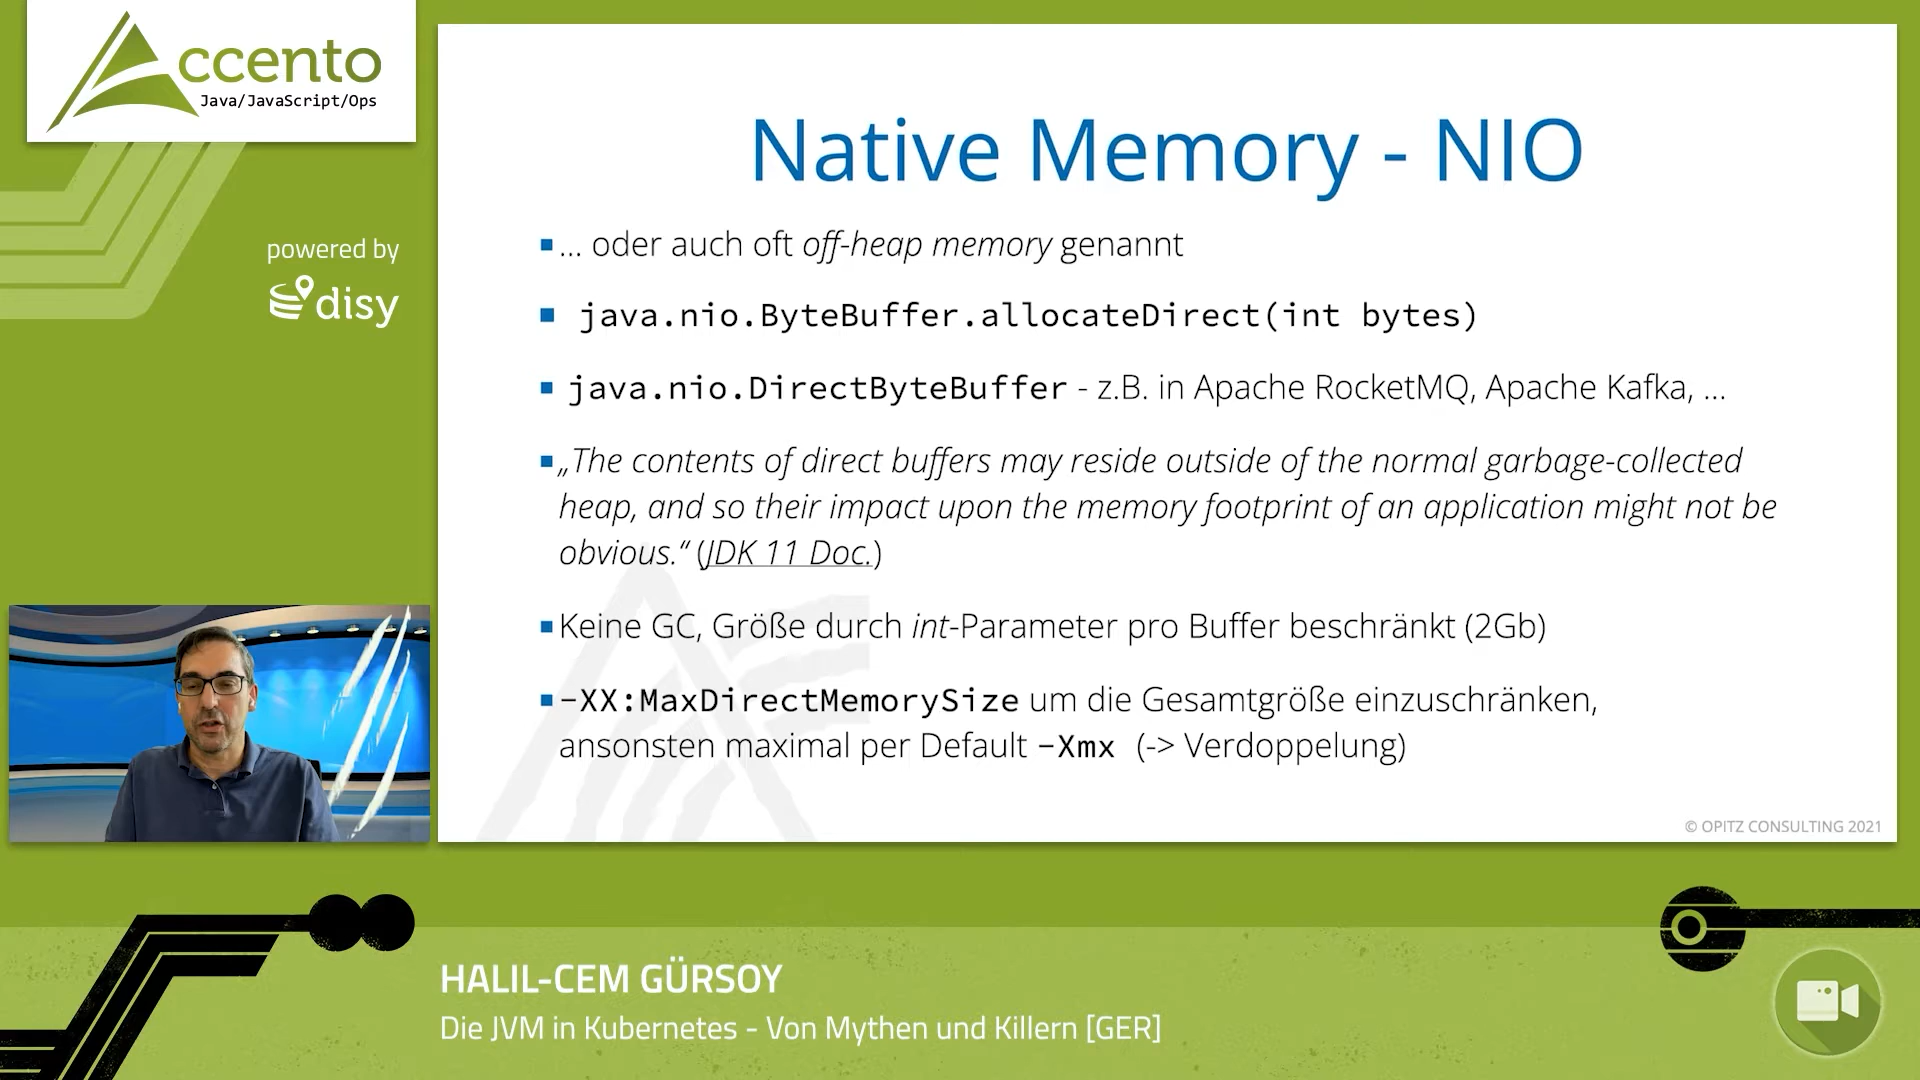 Accento
Java/JavaScript/Ops
powered by
disy
Native Memory - NIO
... oder auch oft off-heap memory genannt
java.nio.ByteBuffer.allocateDirect(int bytes)
java.nio.DirectByteBuffer - z.B. in Apache RocketMQ, Apache Kafka, ...
„The contents of direct buffers may reside outside of the normal garbage-collected
heap, and so their impact upon the memory footprint of an application might not be
obvious.“ (JDK 11 Doc.)
Keine GC, Größe durch int-Parameter pro Buffer beschränkt (2Gb)
-XX:MaxDirectMemorySize um die Gesamtgröße einzuschränken,
ansonsten maximal per Default -Xmx (-> Verdoppelung)
© OPITZ CONSULTING 2021
HALIL-CEM GÜRSOY
Die JVM in Kubernetes - Von Mythen und Killern [GER]